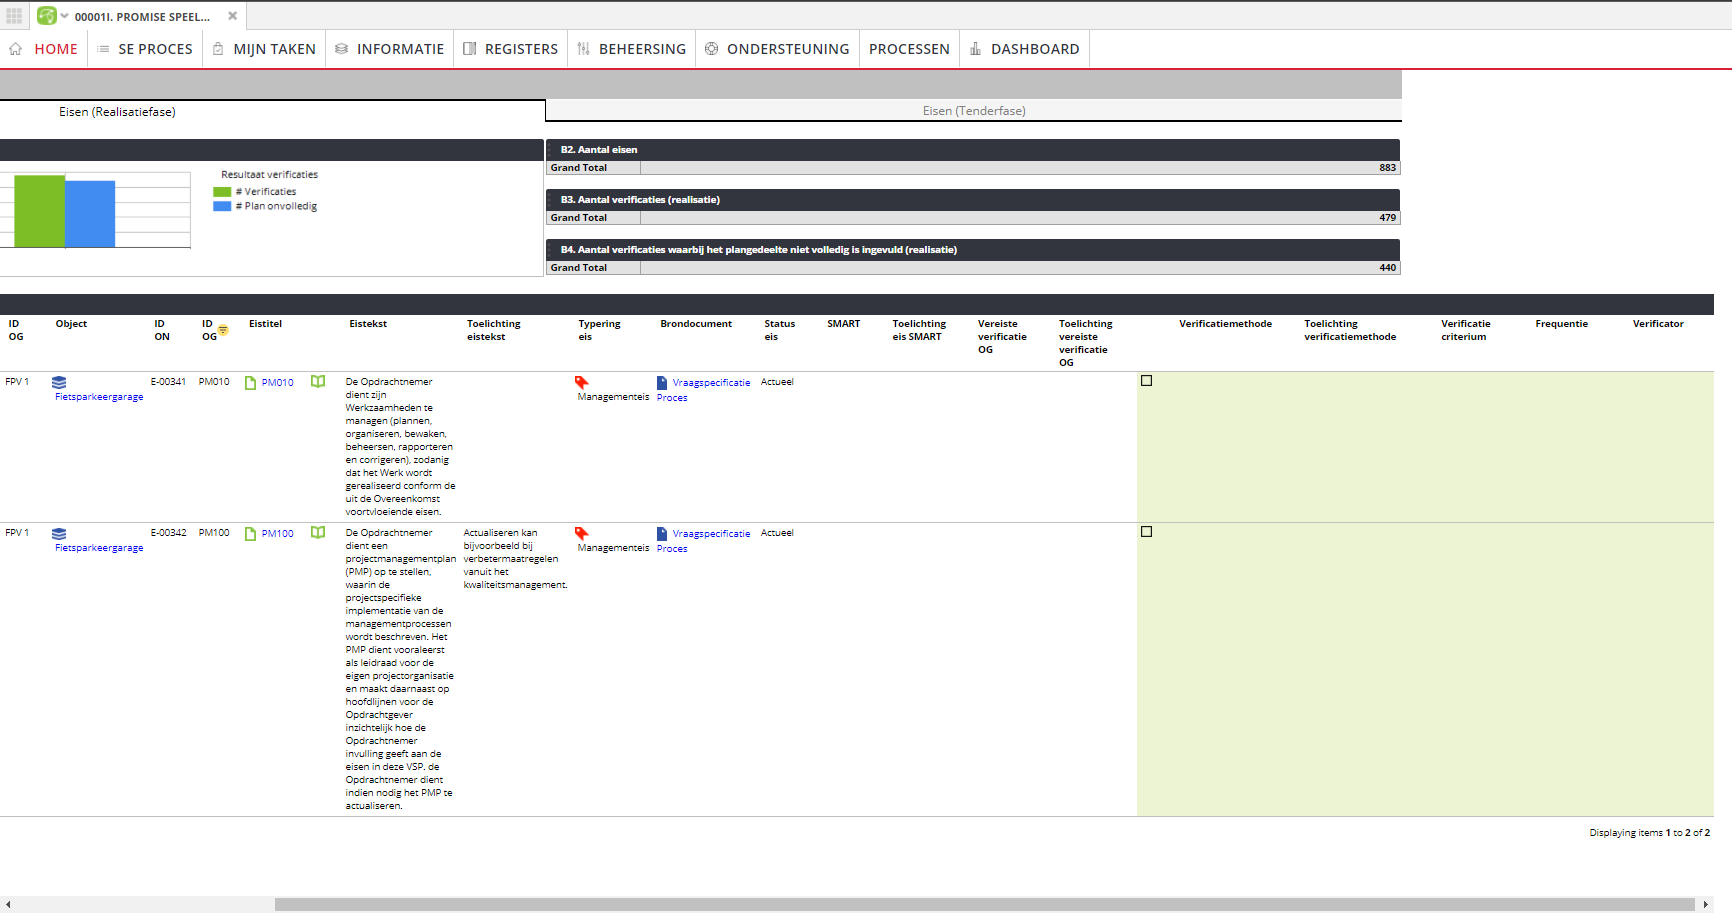 00001I. PROMISE SPEEL...
HOME
SE PROCES
MIJN TAKEN
INFORMATIE
REGISTERS
BEHEERSING
ONDERSTEUNING
PROCESSEN
DASHBOARD
Eisen (Realisatiefase)
Eisen (Tenderfase)
Resultaat verificaties
# Verificaties
# Plan onvolledig
B2. Aantal eisen
Grand Total 883
B3. Aantal verificaties (realisatie)
Grand Total 479
B4. Aantal verificaties waarbij het plangedeelte niet volledig is ingevuld (realisatie)
Grand Total 440
ID
OG
Object
ID
ON
ID
OG
Eistitel
Eistekst
Toelichting
eistekst
Typering
eis
Brondocument
Status
eis
SMART
Toelichting
eis SMART
Vereiste
verificatie
OG
Toelichting
vereiste
verificatie
OG
Verificatiemethode
Toelichting
verificatiemethode
Verificatie
criterium
Frequentie
Verificator
FPV 1
Fietsparkeergarage
E-00341
PM010
PM010
De Opdrachtnemer
dient zijn
Werkzaamheden te
managen (plannen,
organiseren, bewaken,
beheersen, rapporteren
en corrigeren), zodanig
dat het Werk wordt
gerealiseerd conform de
uit de Overeenkomst
voortvloeiende eisen.
Managementeis
Vraagspecificatie
Proces
Actueel
FPV 1
Fietsparkeergarage
E-00342
PM100
PM100
De Opdrachtnemer
dient een
projectmanagementplan
(PMP) op te stellen,
waarin de
projectspecifieke
implementatie van de
managementprocessen
wordt beschreven. Het
PMP dient vooraleerst
als leidraad voor de
eigen projectorganisatie
en maakt daarnaast op
hoofdlijnen voor de
Opdrachtgever
inzichtelijk hoe de
Opdrachtnemer
invulling geeft aan de
eisen in deze VSP. de
Opdrachtnemer dient
indien nodig het PMP te
actualiseren.
Actualiseren kan
bijvoorbeeld bij
verbetermaatregelen
vanuit het
kwaliteitsmanagement.
Managementeis
Vraagspecificatie
Proces
Actueel
Displaying items 1 to 2 of 2